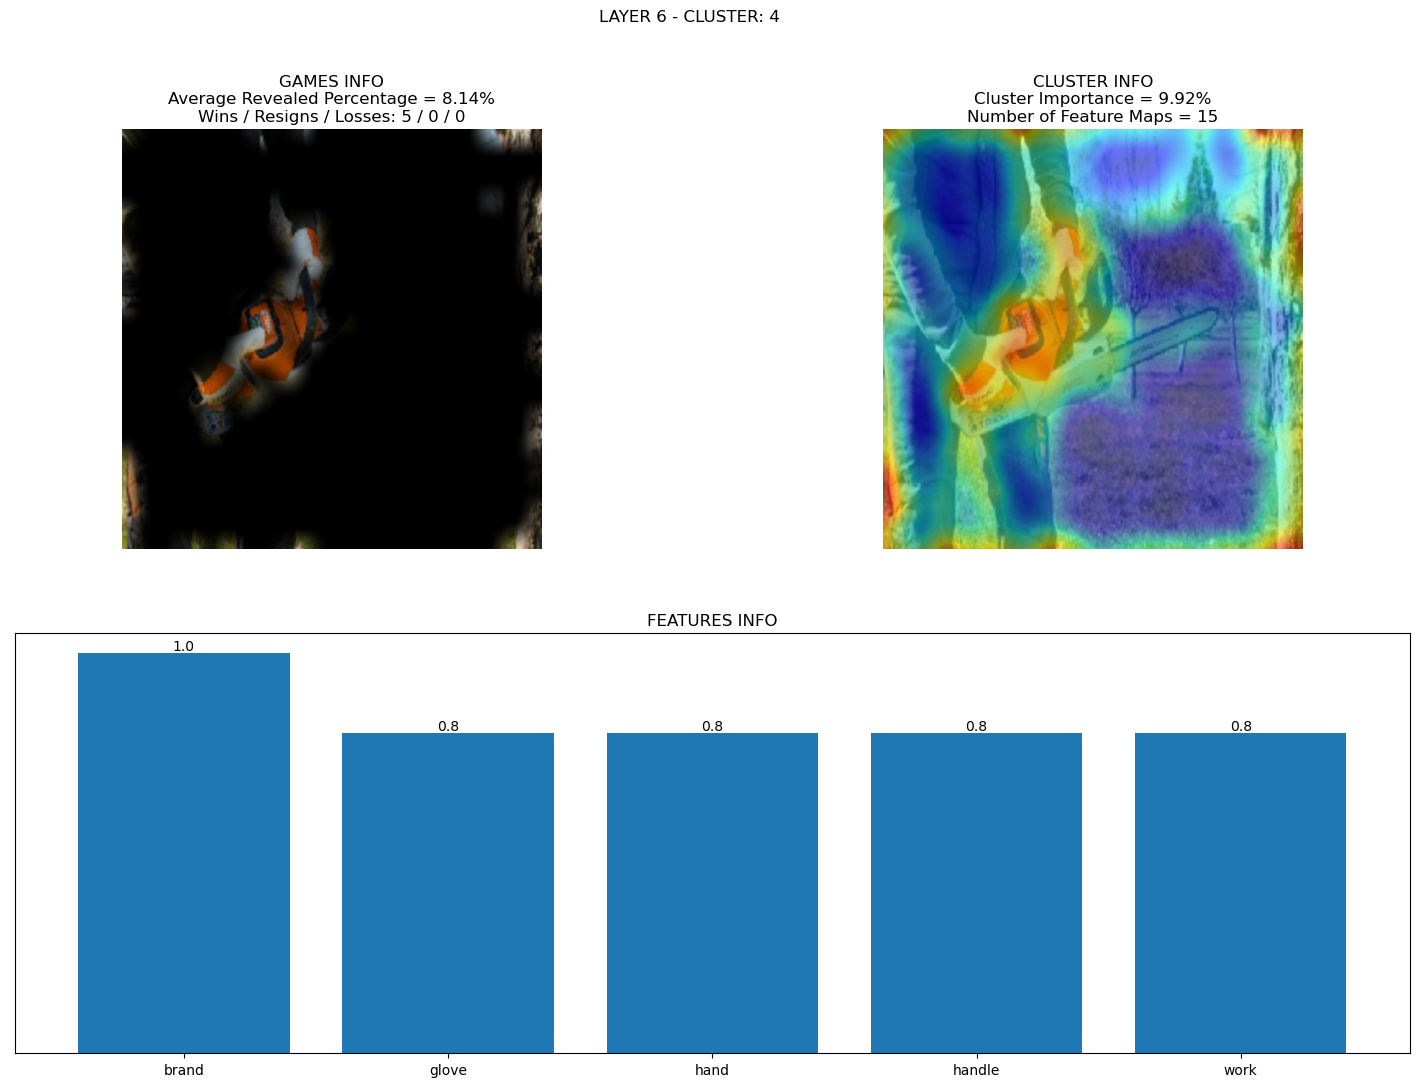 LAYER 6 - CLUSTER: 4
GAMES INFO
Average Revealed Percentage = 8.14%
Wins / Resigns / Losses: 5 / 0 / 0
CLUSTER INFO
Cluster Importance = 9.92%
Number of Feature Maps = 15
FEATURES INFO
1.0
0.8
0.8
0.8
0.8
brand
glove
hand
handle
work